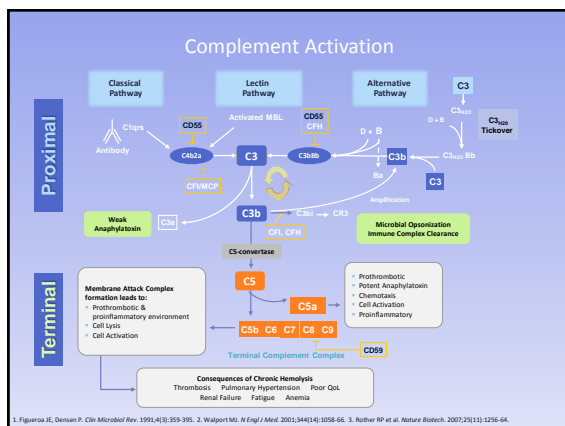 Complement Activation
Classical
Pathway
Lectin
Pathway
Alternative
Pathway
Proximal
C1qrs
Antibody
CD55
Activated MBL
CD55
CFH
D + B
C3
C3H2O
D + B
C3H2O
Tickover
C4b2a
C3
C3bBb
C3b
C3H2O Bb
Ba
C3
CFI/MCP
Amplification
Weak
Anaphylatoxin
C3a
C3b
C3bi
CR3
CFI, CFH
Microbial Opsonization
Immune Complex Clearance
C5-convertase
Terminal
Membrane Attack Complex
formation leads to:
• Prothrombotic &
proinflammatory environment
• Cell Lysis
• Cell Activation
C5
C5a
• Prothrombotic
• Potent Anaphylatoxin
• Chemotaxis
• Cell Activation
• Proinflammatory
C5b C6 C7 C8 C9
Terminal Complement Complex
CD59
Consequences of Chronic Hemolysis
Thrombosis Pulmonary Hypertension Poor QoL
Renal Failure Fatigue Anemia
1. Figueroa JE, Densen P. Clin Microbiol Rev. 1991;4(3):359-395. 2. Walport MJ. N Engl J Med. 2001;344(14):1058-66. 3. Rother RP et al. Nature Biotech. 2007;25(11):1256-64.